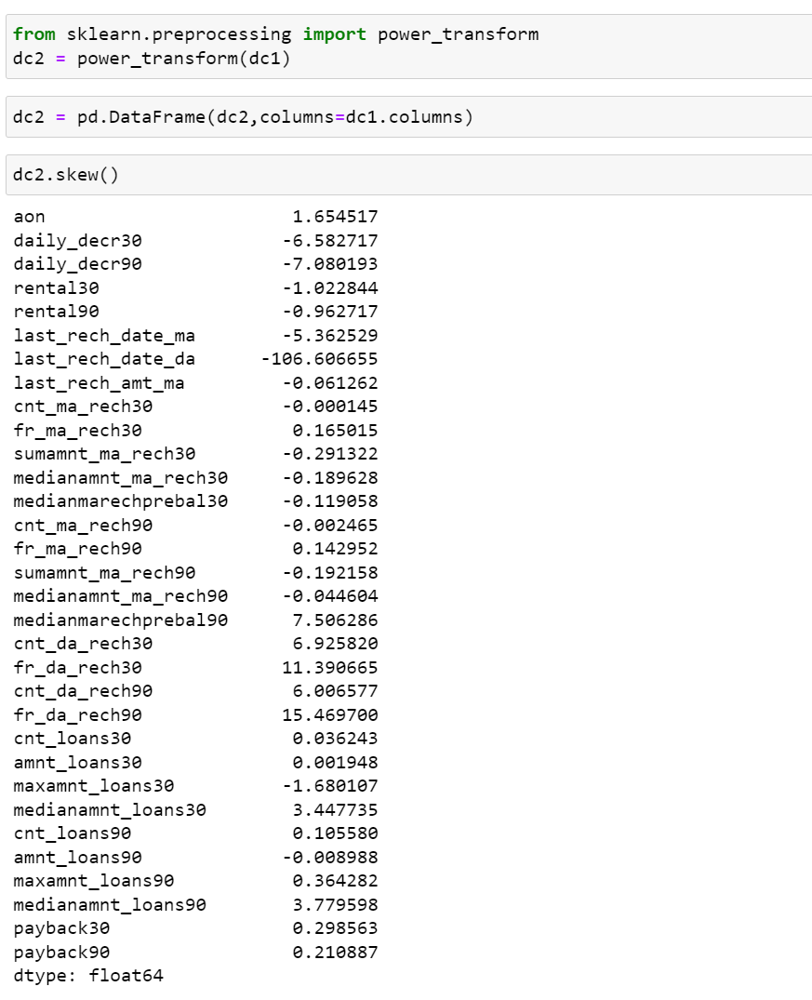 from sklearn.preprocessing import power_transform
dc2 = power_transform(dc1)
dc2 = pd.DataFrame(dc2,columns=dc1.columns)
dc2.skew()
aon 1.654517
daily_decr30 -6.582717
daily_decr90 -7.080193
rental30 -1.022844
rental90 -0.962717
last_rech_date_ma -5.362529
last_rech_date_da -106.606655
last_rech_amt_ma -0.061262
cnt_ma_rech30 -0.000145
fr_ma_rech30 0.165015
sumamnt_ma_rech30 -0.291322
medianamnt_ma_rech30 -0.189628
medianmarechprebal30 -0.119058
cnt_ma_rech90 -0.002465
fr_ma_rech90 0.142952
sumamnt_ma_rech90 -0.192158
medianamnt_ma_rech90 -0.044604
medianmarechprebal90 7.506286
cnt_da_rech30 6.925820
fr_da_rech30 11.390665
cnt_da_rech90 6.006577
fr_da_rech90 15.469700
cnt_loans30 0.036243
amnt_loans30 0.001948
maxamnt_loans30 -1.680107
medianamnt_loans30 3.447735
cnt_loans90 0.105580
amnt_loans90 -0.008988
maxamnt_loans90 0.364282
medianamnt_loans90 3.779598
payback30 0.298563
payback90 0.210887
dtype: float64